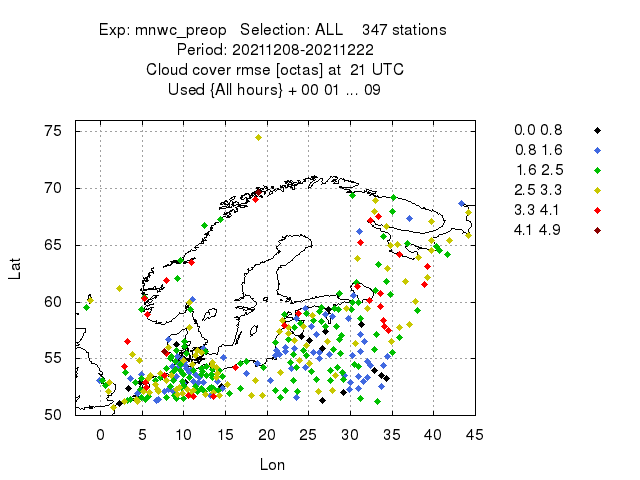 Exp: mnwc_preop Selection: ALL 347 stations
Period: 20211208-20211222
Cloud cover rmse [octas] at 21 UTC
Used {All hours} + 00 01 ... 09
0.0 0.8
0.8 1.6
1.6 2.5
2.5 3.3
3.3 4.1
4.1 4.9
75
70
65
60
55
50
Lat
0 5 10 15 20 25 30 35 40 45
Lon